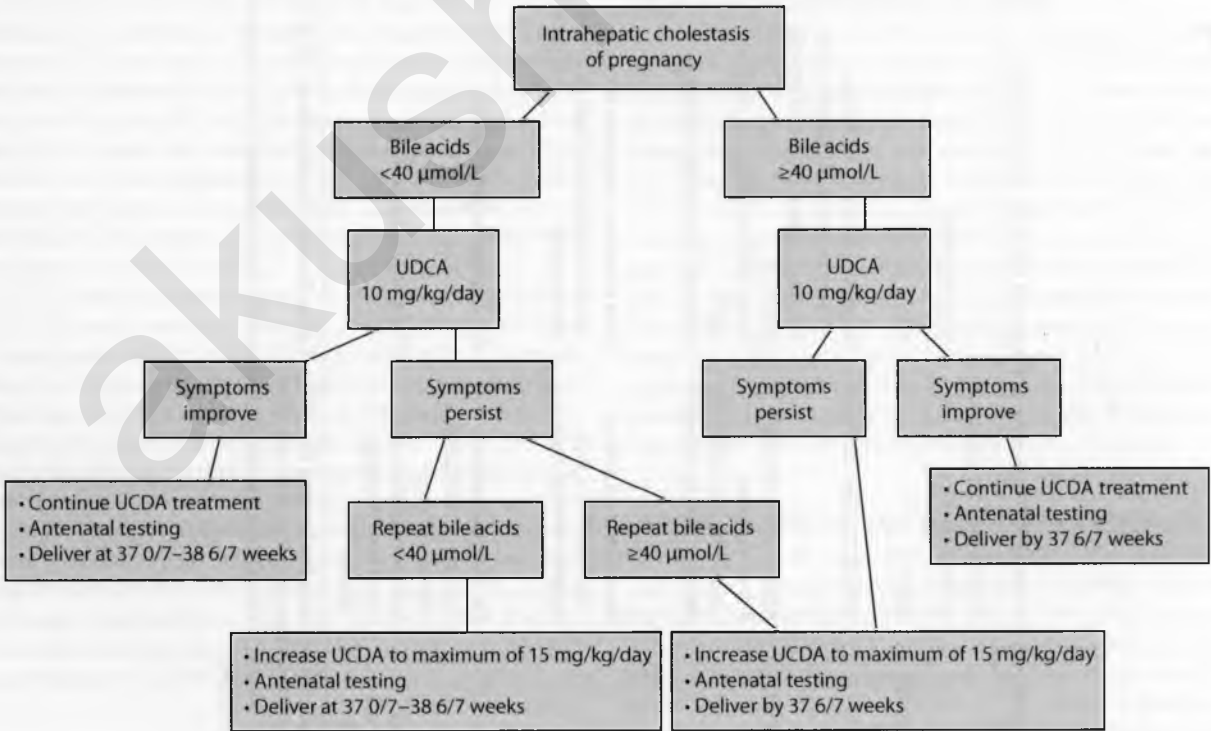 Intrahepatic cholestasis
of pregnancy
Bile acids
<40 µmol/L
Bile acids
≥40 µmol/L
UDCA
10 mg/kg/day
UDCA
10 mg/kg/day
Symptoms
improve
Symptoms
persist
Symptoms
persist
Symptoms
improve
• Continue UCDA treatment
• Antenatal testing
• Deliver at 37 0/7–38 6/7 weeks
Repeat bile acids
<40 µmol/L
Repeat bile acids
≥40 µmol/L
• Continue UCDA treatment
• Antenatal testing
• Deliver by 37 6/7 weeks
• Increase UCDA to maximum of 15 mg/kg/day
• Antenatal testing
• Deliver at 37 0/7–38 6/7 weeks
• Increase UCDA to maximum of 15 mg/kg/day
• Antenatal testing
• Deliver by 37 6/7 weeks
akush